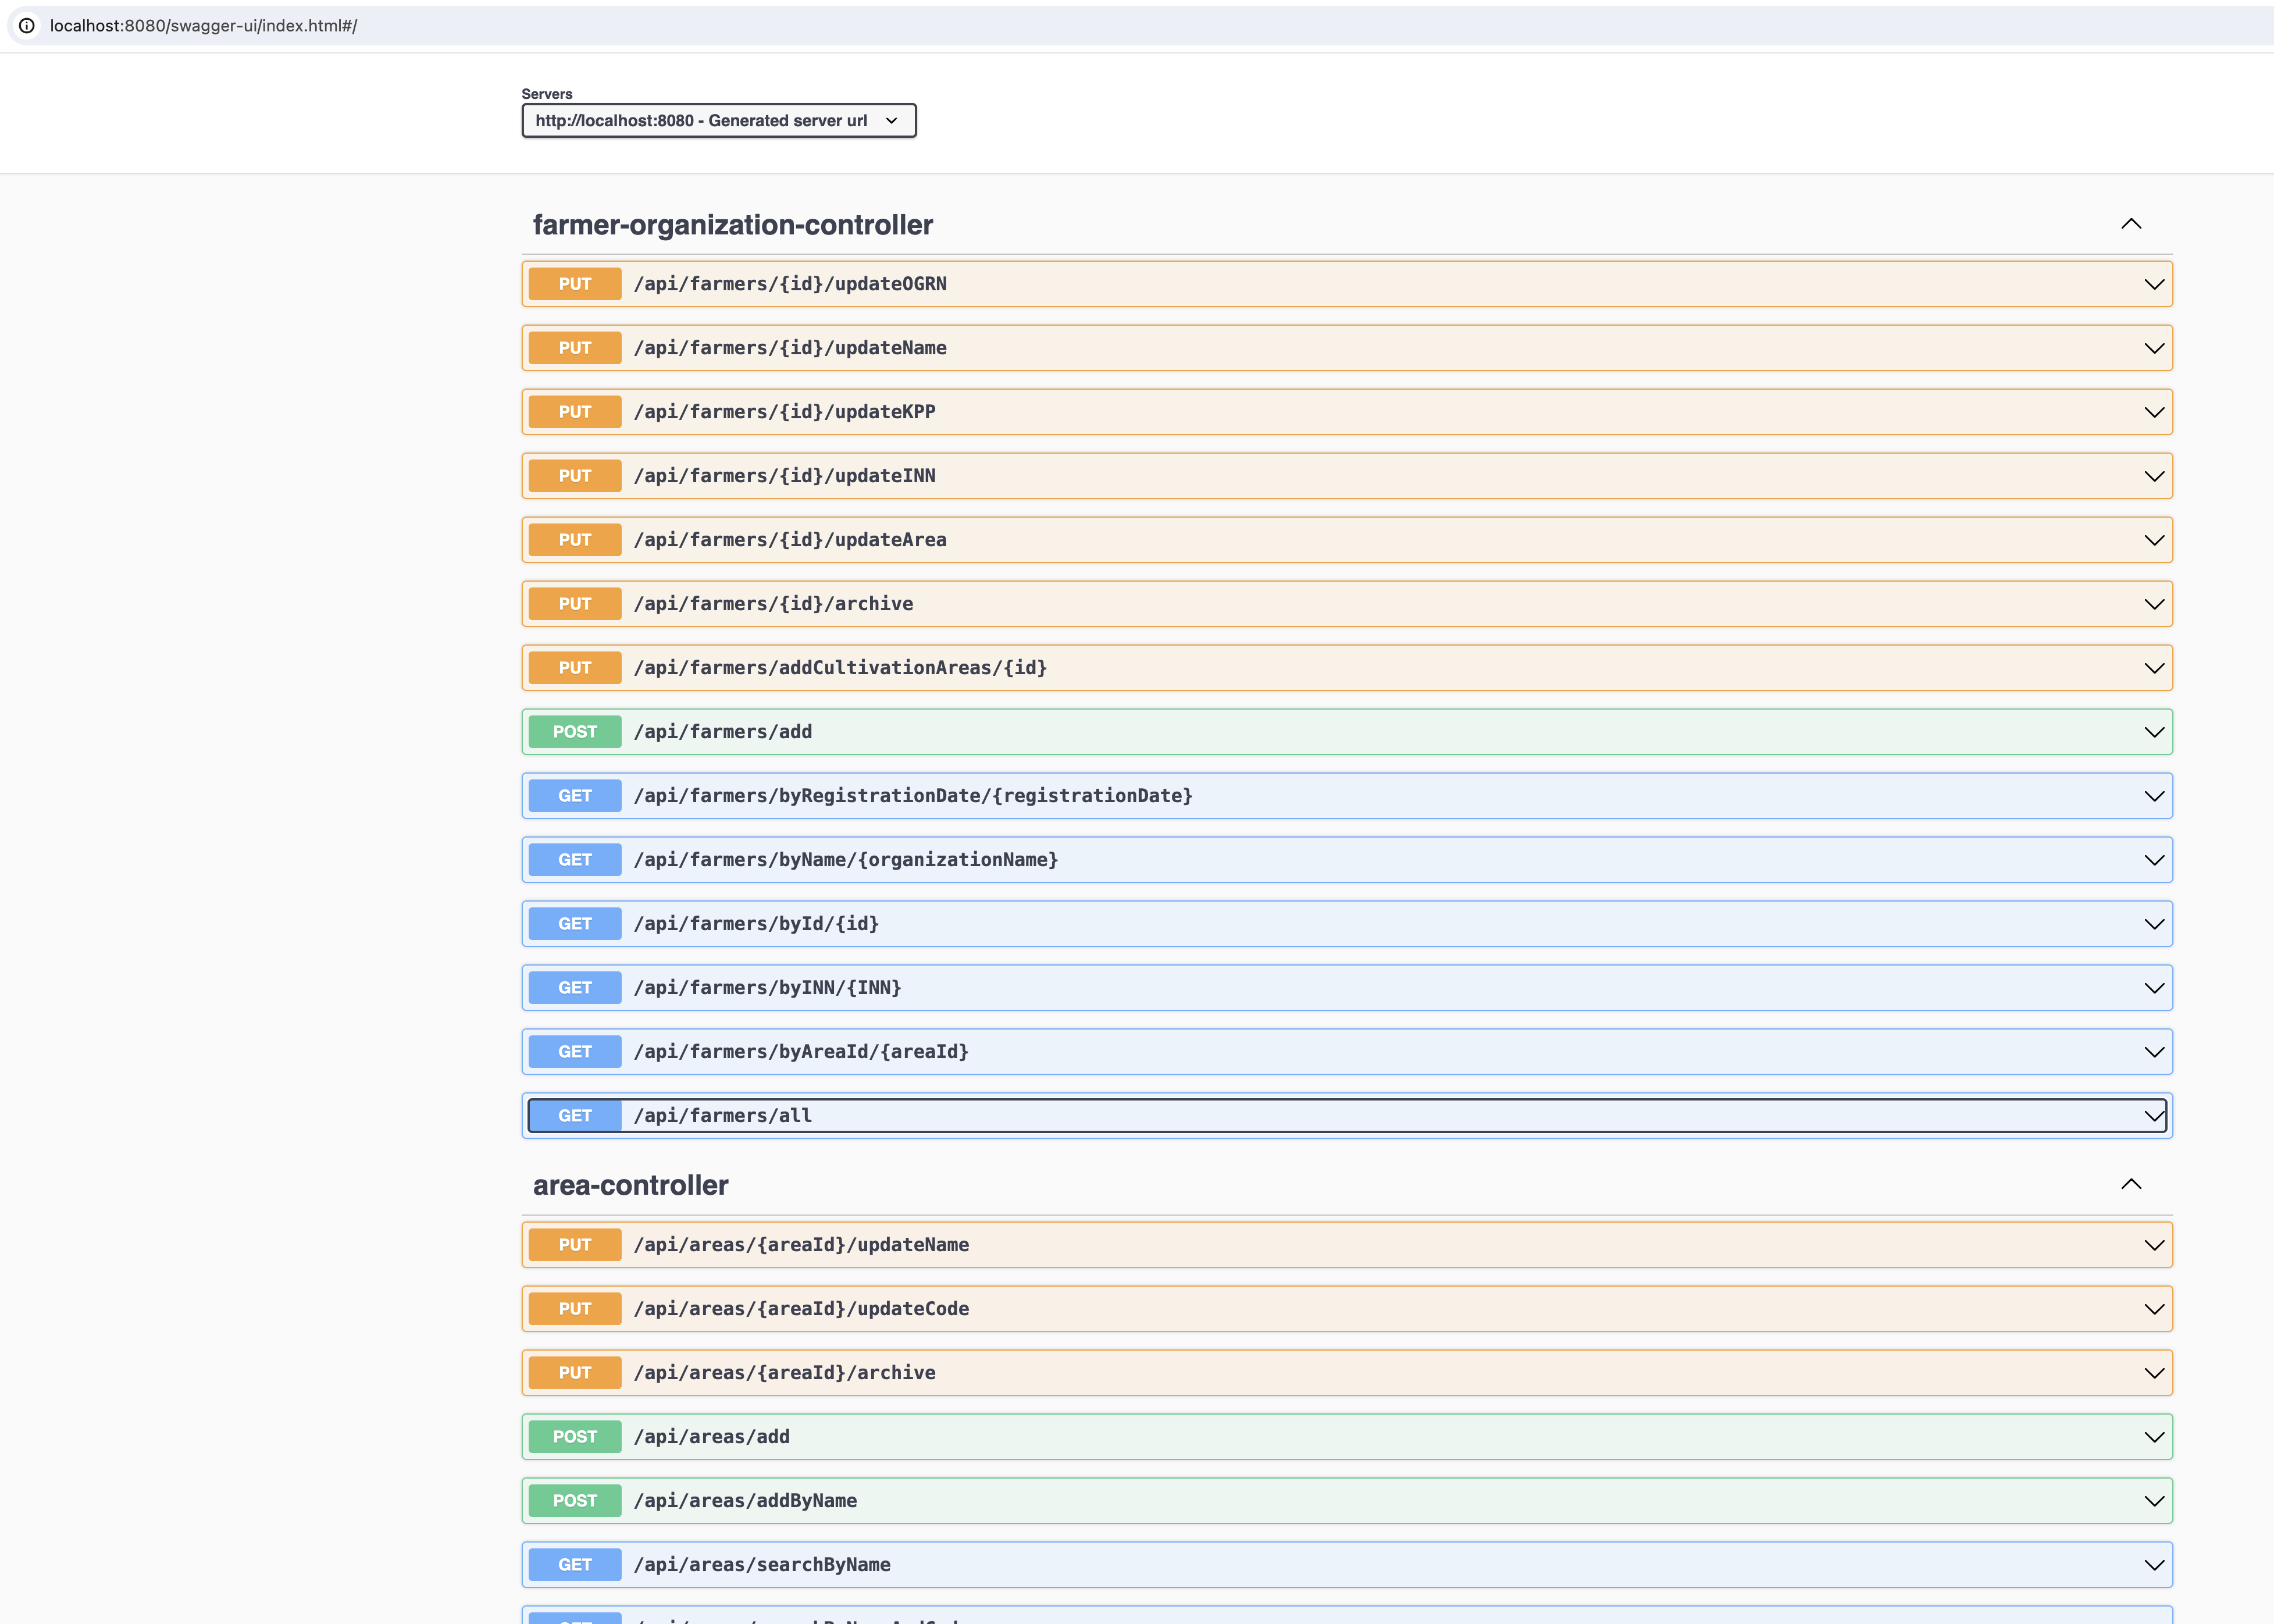 localhost:8080/swagger-ui/index.html#/
Servers
http://localhost:8080 - Generated server url
farmer-organization-controller
PUT /api/farmers/{id}/updateOGRN
PUT /api/farmers/{id}/updateName
PUT /api/farmers/{id}/updateKPP
PUT /api/farmers/{id}/updateINN
PUT /api/farmers/{id}/updateArea
PUT /api/farmers/{id}/archive
PUT /api/farmers/addCultivationAreas/{id}
POST /api/farmers/add
GET /api/farmers/byRegistrationDate/{registrationDate}
GET /api/farmers/byName/{organizationName}
GET /api/farmers/byId/{id}
GET /api/farmers/byINN/{INN}
GET /api/farmers/byAreaId/{areaId}
GET /api/farmers/all
area-controller
PUT /api/areas/{areaId}/updateName
PUT /api/areas/{areaId}/updateCode
PUT /api/areas/{areaId}/archive
POST /api/areas/add
POST /api/areas/addByName
GET /api/areas/searchByName